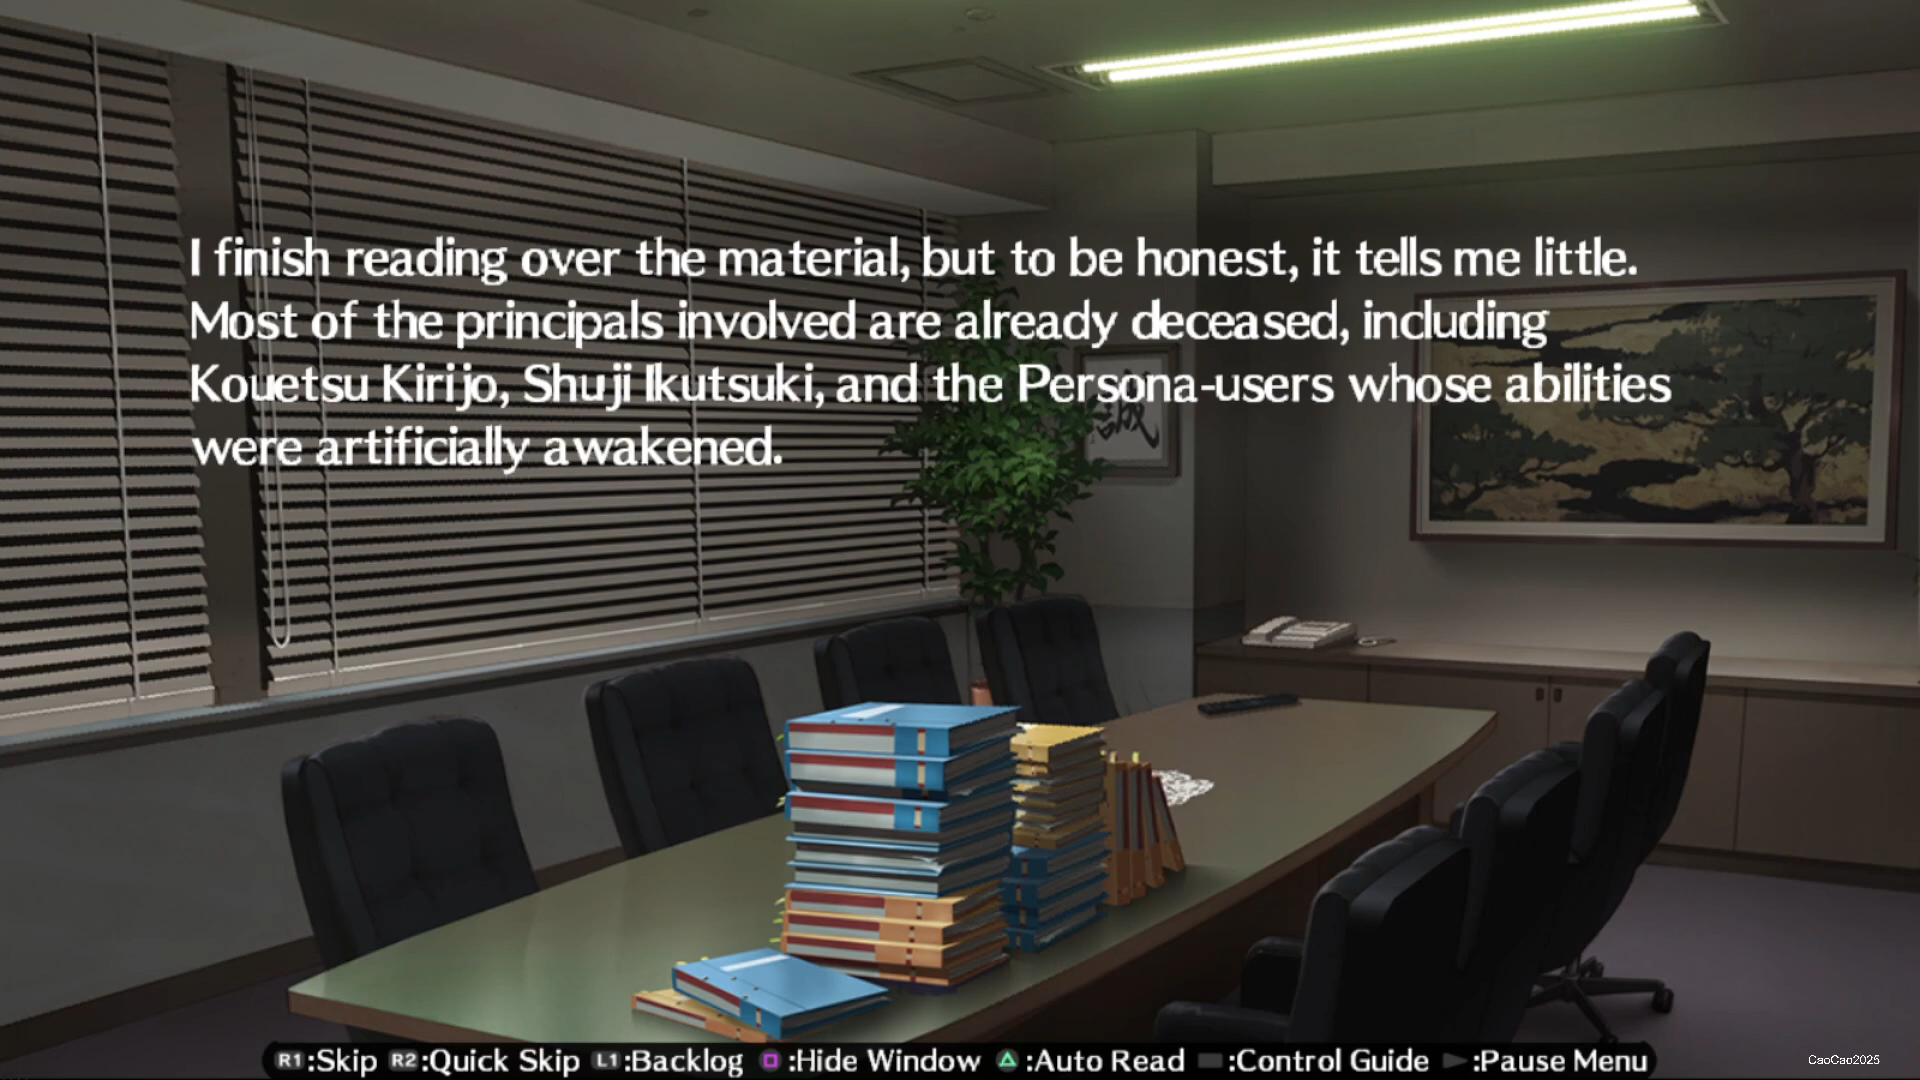 I finish reading over the material, but to be honest, it tells me little.
Most of the principals involved are already deceased, including
Kouetsu Kirijo, Shuji Ikutsuki, and the Persona-users whose abilities
were artificially awakened.
誠
R1:Skip R2:Quick Skip L1:Backlog :Hide Window :Auto Read :Control Guide :Pause Menu
CaoCao2025